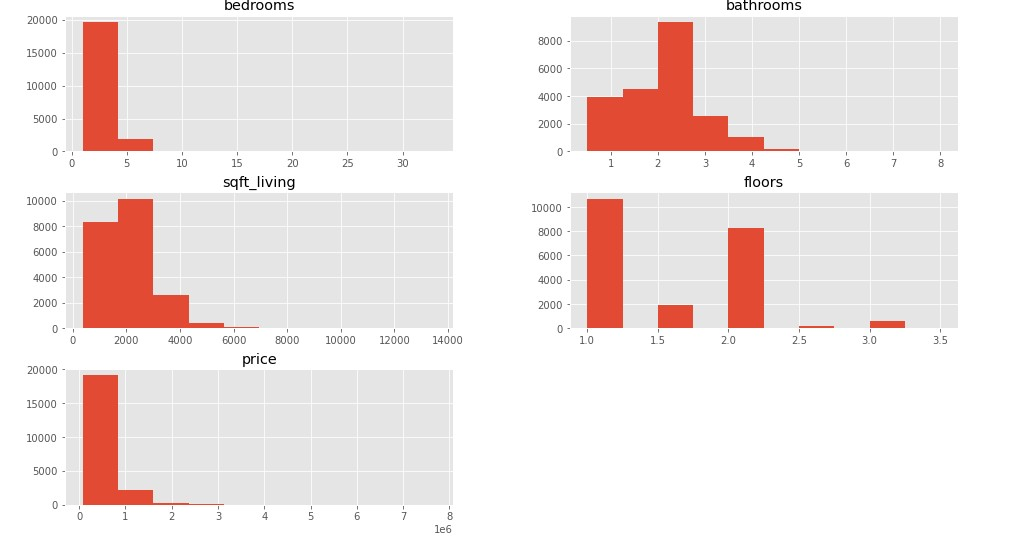 bedrooms
20000
15000
10000
5000
0
0 5 10 15 20 25 30
bathrooms
8000
6000
4000
2000
0
1 2 3 4 5 6 7 8
sqft_living
10000
8000
6000
4000
2000
0
0 2000 4000 6000 8000 10000 12000 14000
floors
10000
8000
6000
4000
2000
0
1.0 1.5 2.0 2.5 3.0 3.5
price
20000
15000
10000
5000
0
0 1 2 3 4 5 6 7 8
1e6